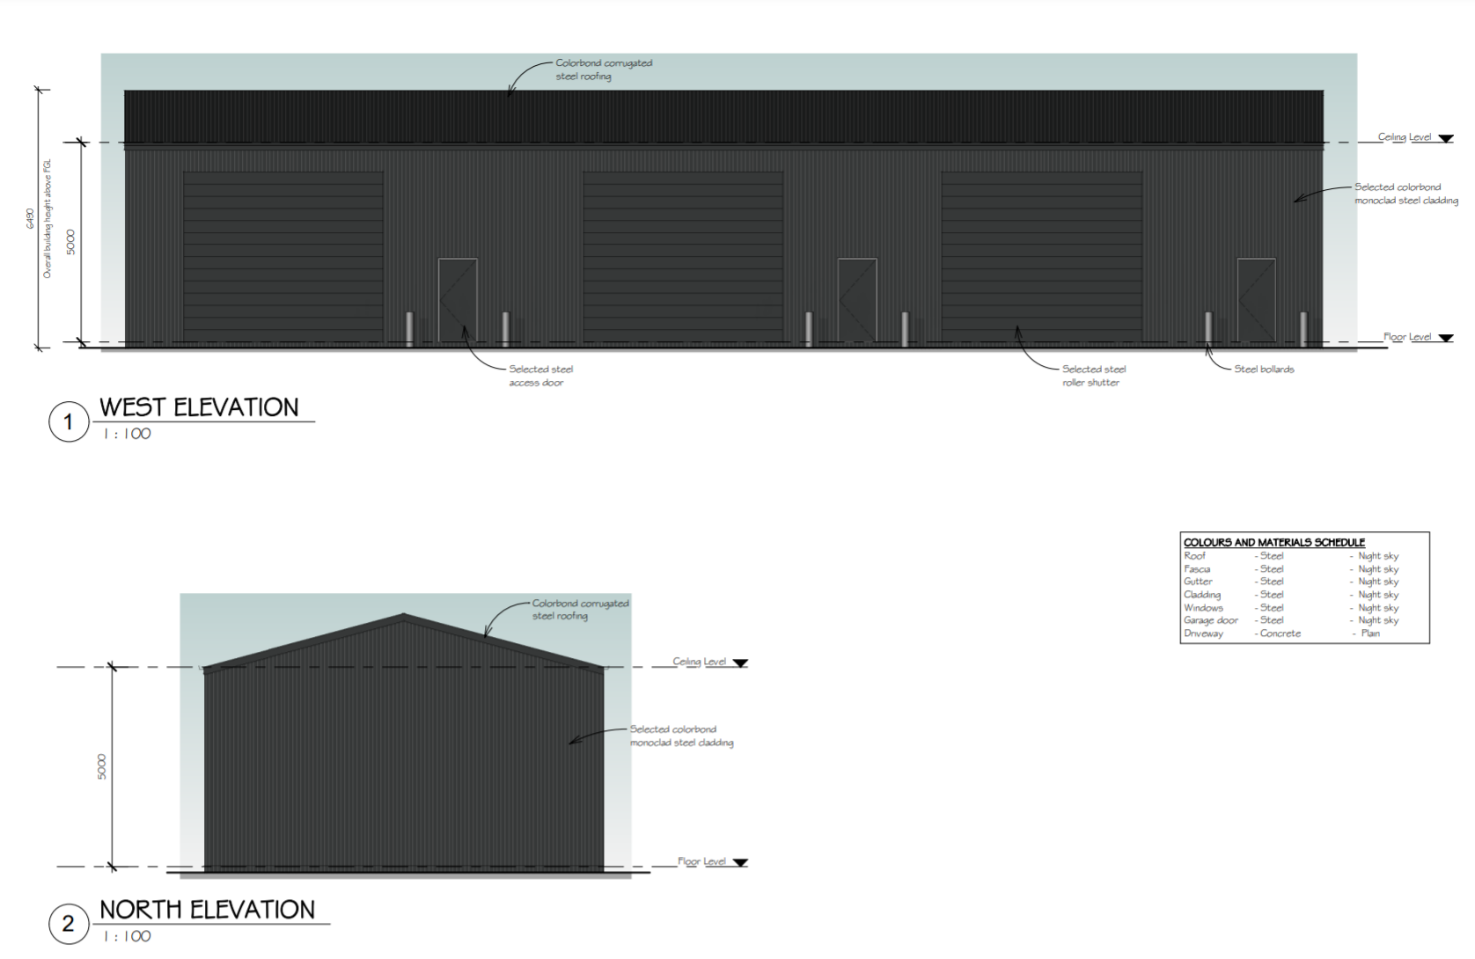 Colorbond corrugated
steel roofing
Ceiling Level
Selected colorbond
monoclad steel cladding
6490
Overall building height above FGL
5000
Floor Level
Selected steel
access door
Selected steel
roller shutter
Steel bollards
1 WEST ELEVATION
1 : 100
COLOURS AND MATERIALS SCHEDULE
Roof - Steel - Night sky
Fascia - Steel - Night sky
Gutter - Steel - Night sky
Cladding - Steel - Night sky
Windows - Steel - Night sky
Garage door - Steel - Night sky
Driveway - Concrete - Plain
Colorbond corrugated
steel roofing
Ceiling Level
Selected colorbond
monoclad steel cladding
5000
Floor Level
2 NORTH ELEVATION
1 : 100